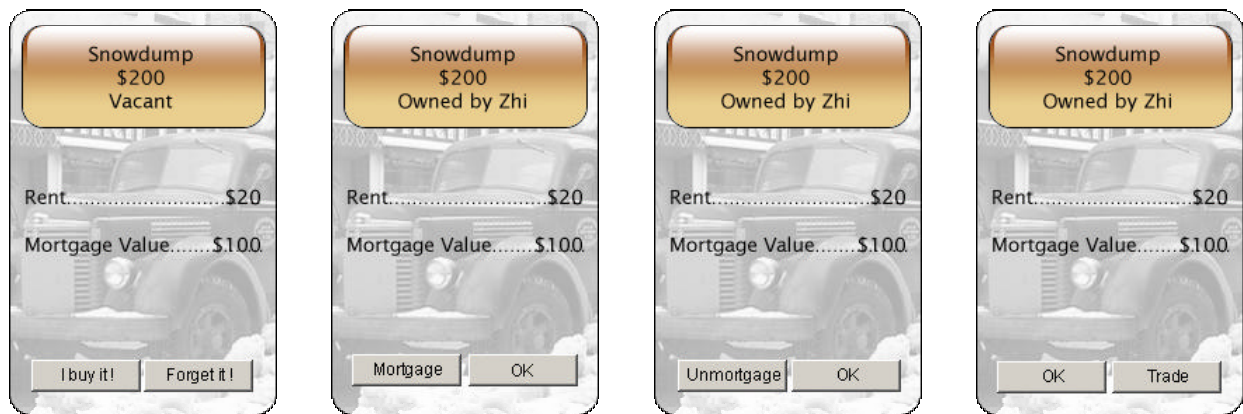 Snowdump
$200
Vacant
Rent..........................$20
Mortgage Value.......$100
I buy it!
Forget it!
Snowdump
$200
Owned by Zhi
Rent..........................$20
Mortgage Value.......$100
Mortgage
OK
Snowdump
$200
Owned by Zhi
Rent..........................$20
Mortgage Value.......$100
Unmortgage
OK
Snowdump
$200
Owned by Zhi
Rent..........................$20
Mortgage Value.......$100
OK
Trade